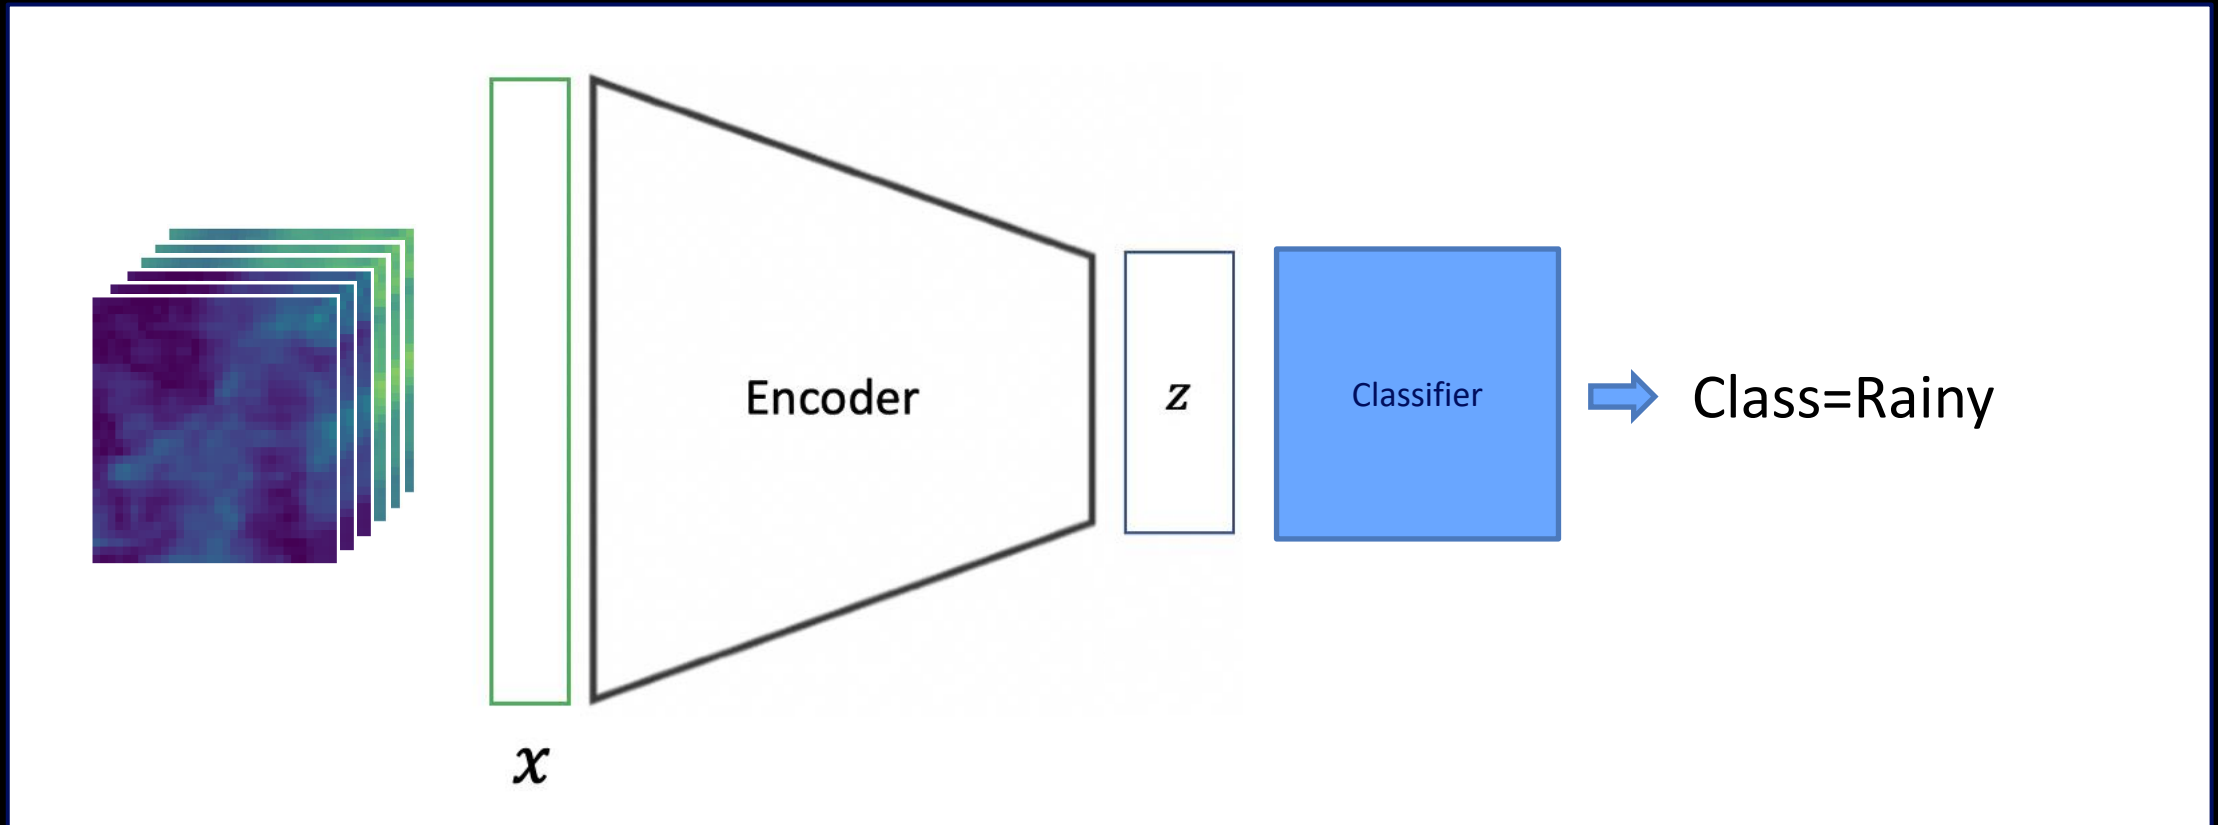 Encoder
z
Classifier
Class=Rainy
x